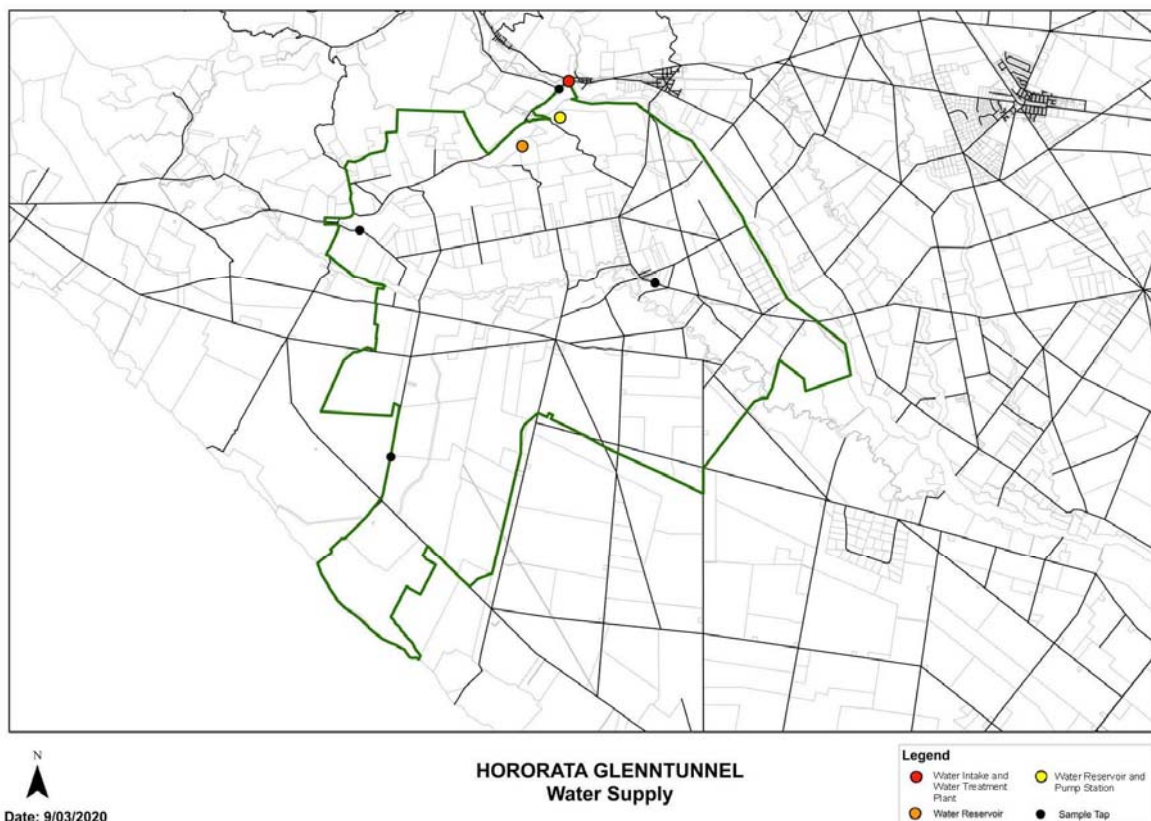 N
Date: 9/03/2020
HORORATA GLENNTUNNEL
Water Supply
Legend
Water Intake and
Water Treatment
Plant
Water Reservoir and
Pump Station
Water Reservoir
Sample Tap